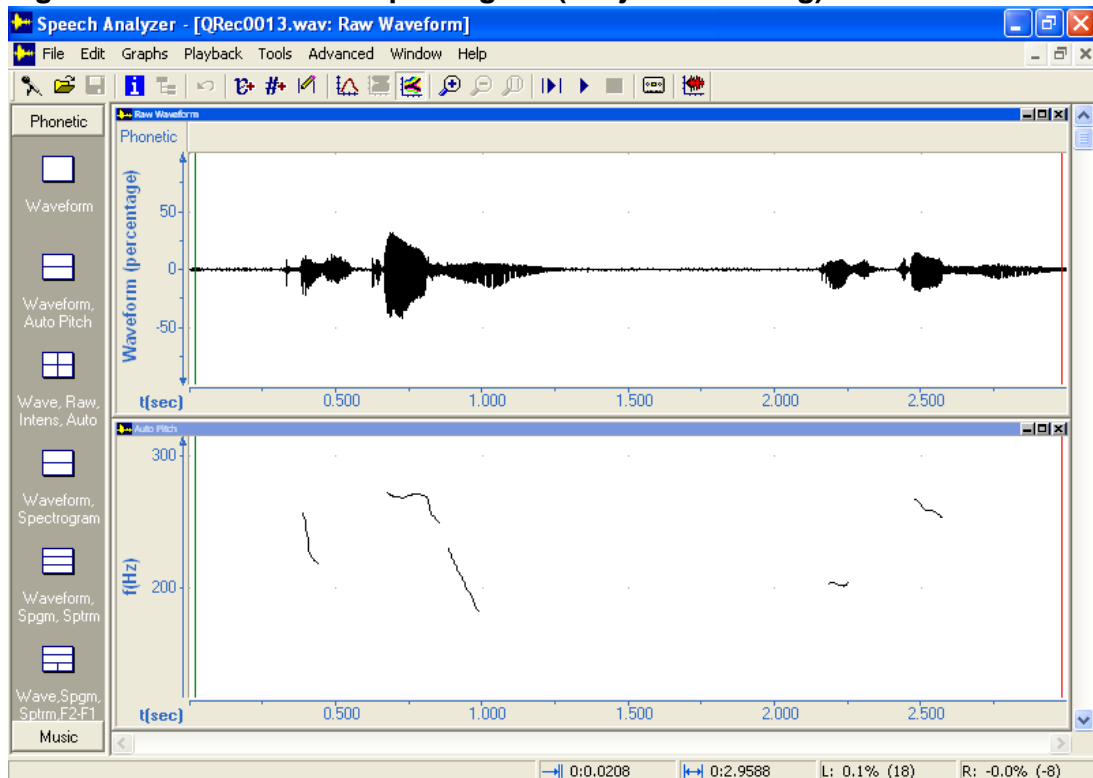 Speech Analyzer - [QRec0013.wav: Raw Waveform]
File Edit Graphs Playback Tools Advanced Window Help
Phonetic
Waveform
Waveform,
Auto Pitch
Wave, Raw,
Intens, Auto
Waveform,
Spectrogram
Waveform,
Spgm, Sptrm
Wave,Spgm,
Sptrm,F2-F1
Music
Raw Waveform
Phonetic
Waveform (percentage)
50
0
-50
t(sec) 0.500 1.000 1.500 2.000 2.500
Auto Pitch
f(Hz)
300
200
t(sec) 0.500 1.000 1.500 2.000 2.500
0:0.0208 0:2.9588 L: 0.1% (18) R: -0.0% (-8)